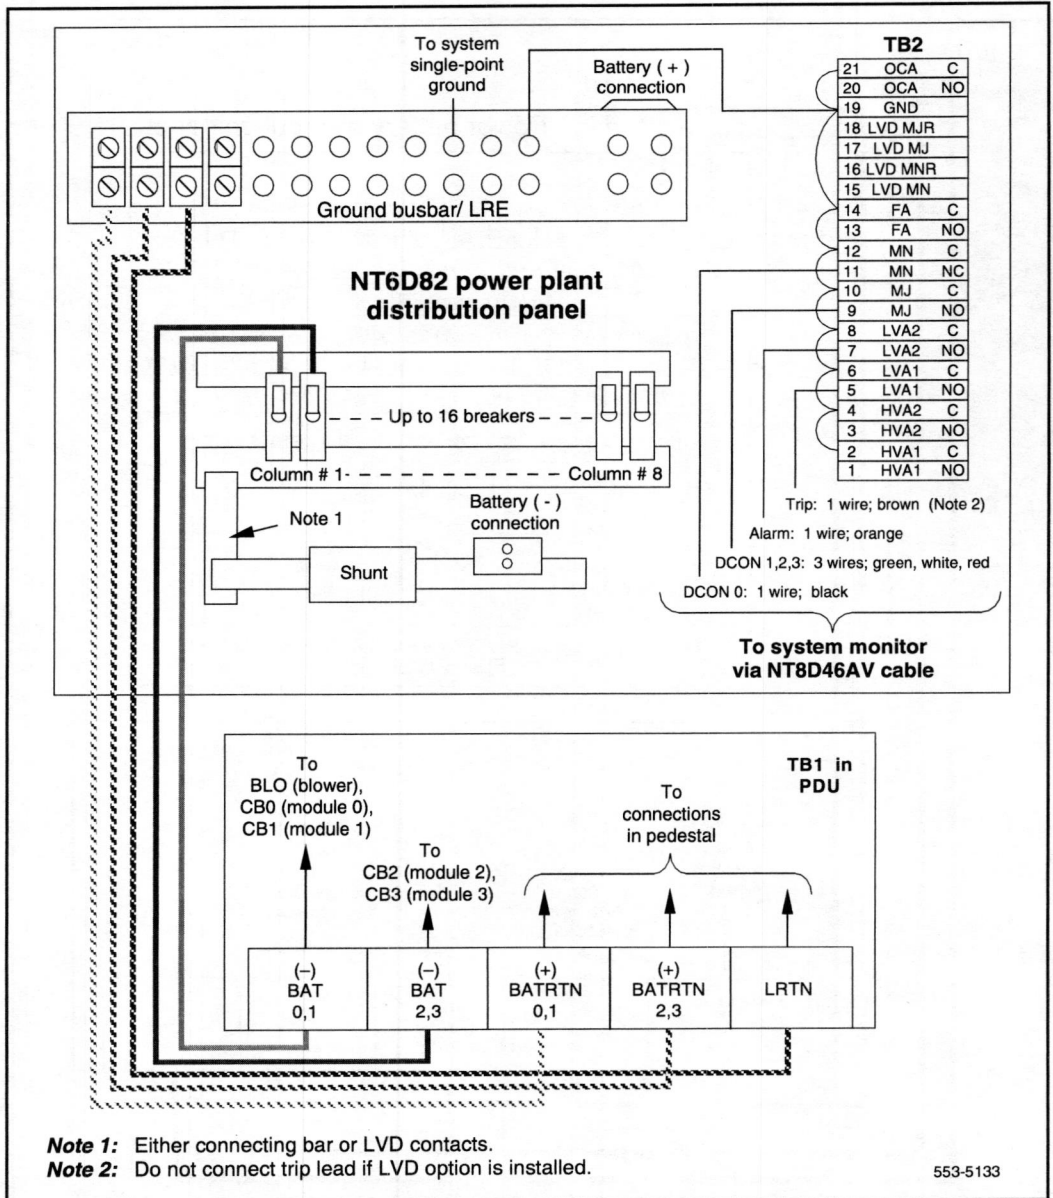 To system
single-point
ground
Battery ( + )
connection
Ground busbar/ LRE
TB2
21 OCA C
20 OCA NO
19 GND
18 LVD MJR
17 LVD MJ
16 LVD MNR
15 LVD MN
14 FA C
13 FA NO
12 MN C
11 MN NC
10 MJ C
9 MJ NO
8 LVA2 C
7 LVA2 NO
6 LVA1 C
5 LVA1 NO
4 HVA2 C
3 HVA2 NO
2 HVA1 C
1 HVA1 NO
NT6D82 power plant
distribution panel
Up to 16 breakers
Column # 1
Column # 8
Note 1
Battery ( - )
connection
Shunt
Trip: 1 wire; brown (Note 2)
Alarm: 1 wire; orange
DCON 1,2,3: 3 wires; green, white, red
DCON 0: 1 wire; black
To system monitor
via NT8D46AV cable
TB1 in
PDU
To
BLO (blower),
CB0 (module 0),
CB1 (module 1)
To
CB2 (module 2),
CB3 (module 3)
To
connections
in pedestal
(–)
BAT
0,1
(–)
BAT
2,3
(+)
BATRTN
0,1
(+)
BATRTN
2,3
LRTN
Note 1: Either connecting bar or LVD contacts.
Note 2: Do not connect trip lead if LVD option is installed.
553-5133